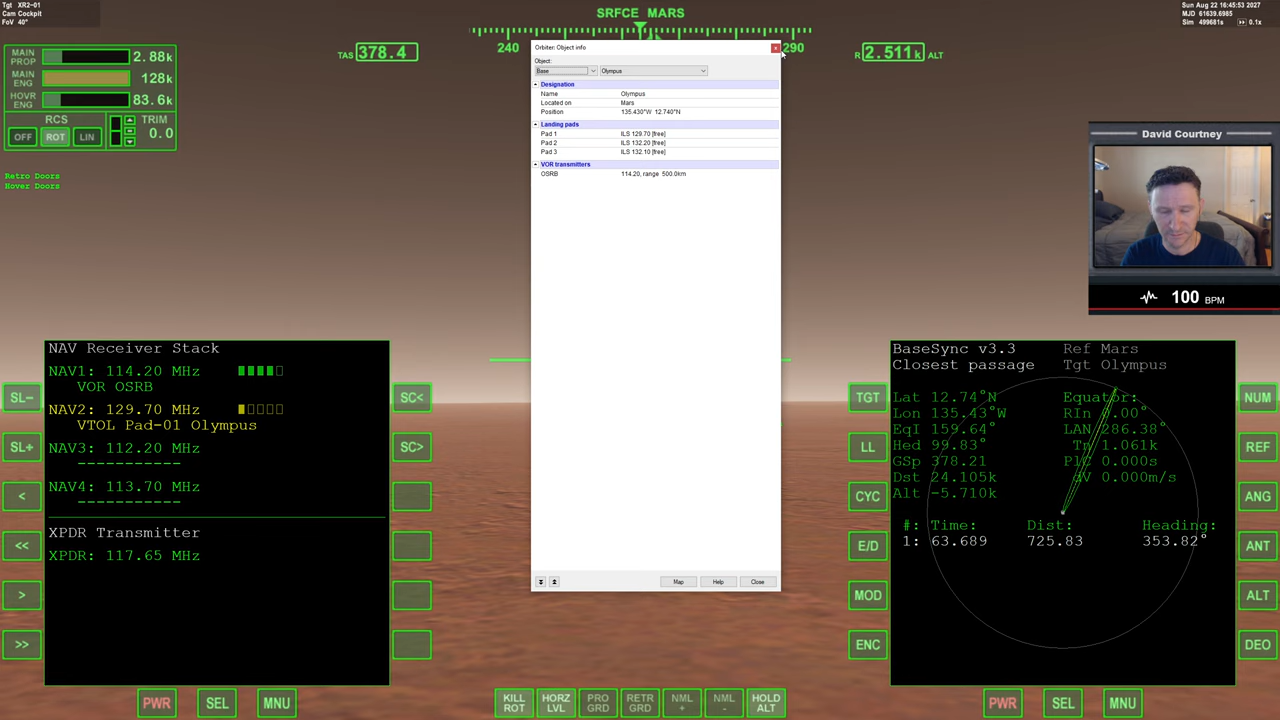 Tgt XR2-01
Cam Cockpit
FoV 40°
SRFCE MARS
Sun Aug 22 16:45:53 2027
MJD 61639.6985
Sim 499681s 0.1x
240
290
TAS 378.4
R 2.511k ALT
MAIN PROP 2.88k
MAIN ENG 128k
HOVR ENG 83.6k
RCS
TRIM
OFF ROT LIN
0.0
Retro Doors
Hover Doors
Orbiter: Object info
x
Object:
Base Olympus
Designation
Name Olympus
Located on Mars
Position 135.430°W 12.740°N
Landing pads
Pad 1 ILS 129.70 [free]
Pad 2 ILS 132.20 [free]
Pad 3 ILS 132.10 [free]
VOR transmitters
OSRB 114.20, range 500.0km
Map Help Close
David Courtney
100 BPM
NAV Receiver Stack
NAV1: 114.20 MHz
VOR OSRB
NAV2: 129.70 MHz
VTOL Pad-01 Olympus
NAV3: 112.20 MHz
-----------
NAV4: 113.70 MHz
-----------
XPDR Transmitter
XPDR: 117.65 MHz
SL-
SL+
<
<<
>
>>
SC<
SC>
PWR SEL MNU
KILL ROT
HORZ LVL
PRO GRD
RETR GRD
NML +
NML -
HOLD ALT
BaseSync v3.3 Ref Mars
Closest passage Tgt Olympus
Lat 12.74°N Equator:
Lon 135.43°W RIn 0.00°
EqI 159.64° LAN 286.38°
Hed 99.83° Tn 1.061k
GSp 378.21 PlC 0.000s
Dst 24.105k dV 0.000m/s
Alt -5.710k
#: Time: Dist: Heading:
1: 63.689 725.83 353.82°
TGT
LL
CYC
E/D
MOD
ENC
NUM
REF
ANG
ANT
ALT
DEO
PWR SEL MNU